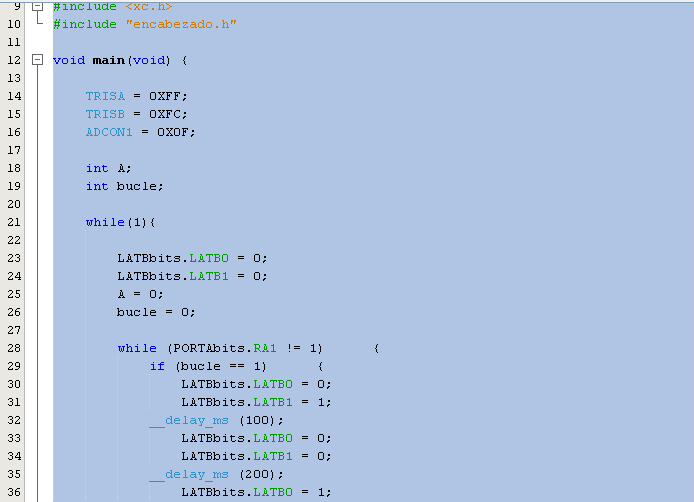 9 #include <xc.h>
10 #include "encabezado.h"
11
12 void main(void) {
13
14 TRISA = 0XFF;
15 TRISB = 0XFC;
16 ADCON1 = 0X0F;
17
18 int A;
19 int bucle;
20
21 while(1){
22
23 LATBbits.LATB0 = 0;
24 LATBbits.LATB1 = 0;
25 A = 0;
26 bucle = 0;
27
28 while (PORTAbits.RA1 != 1) {
29 if (bucle == 1) {
30 LATBbits.LATB0 = 0;
31 LATBbits.LATB1 = 1;
32 __delay_ms (100);
33 LATBbits.LATB0 = 0;
34 LATBbits.LATB1 = 0;
35 __delay_ms (200);
36 LATBbits.LATB0 = 1;